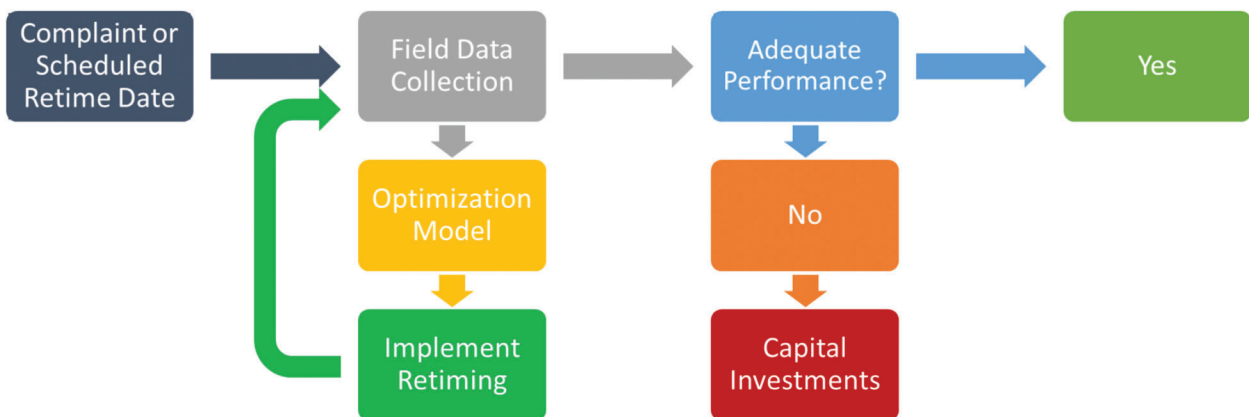 Complaint or
Scheduled
Retime Date
Field Data
Collection
Adequate
Performance?
Yes
Optimization
Model
No
Implement
Retiming
Capital
Investments